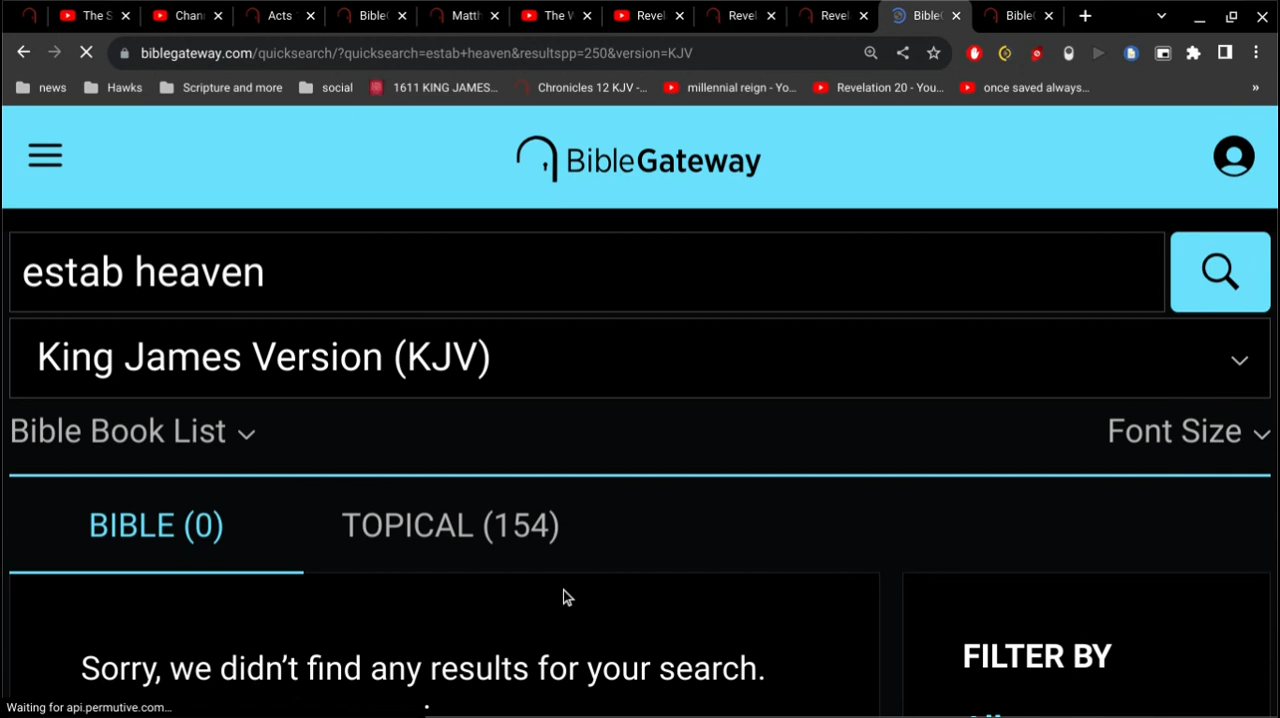 The S
Chan
Acts
Bible
Matt
The W
Revel
Revel
Revel
Bible
Bible
biblegateway.com/quicksearch/?quicksearch=estab+heaven&resultspp=250&version=KJV
news
Hawks
Scripture and more
social
1611 KING JAMES...
Chronicles 12 KJV -...
millennial reign - Yo...
Revelation 20 - You...
once saved always...
»
BibleGateway
estab heaven
King James Version (KJV)
Bible Book List
Font Size
BIBLE (0)
TOPICAL (154)
Sorry, we didn’t find any results for your search.
FILTER BY
Waiting for api.permutive.com...